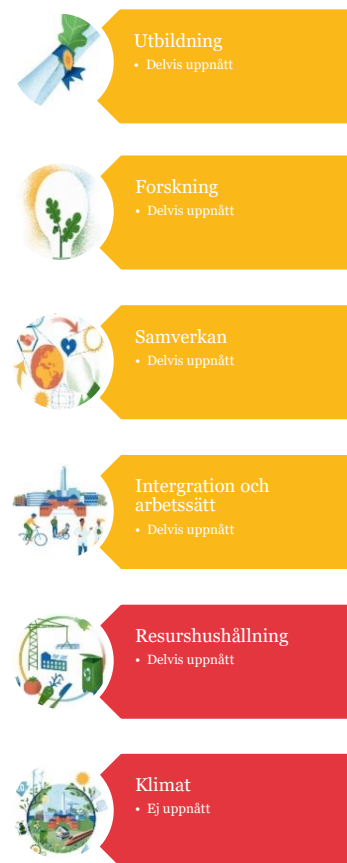 Utbildning
• Delvis uppnått
Forskning
• Delvis uppnått
Samverkan
• Delvis uppnått
Intergration och
arbetssätt
• Delvis uppnått
Resurshushållning
• Delvis uppnått
Klimat
• Ej uppnått